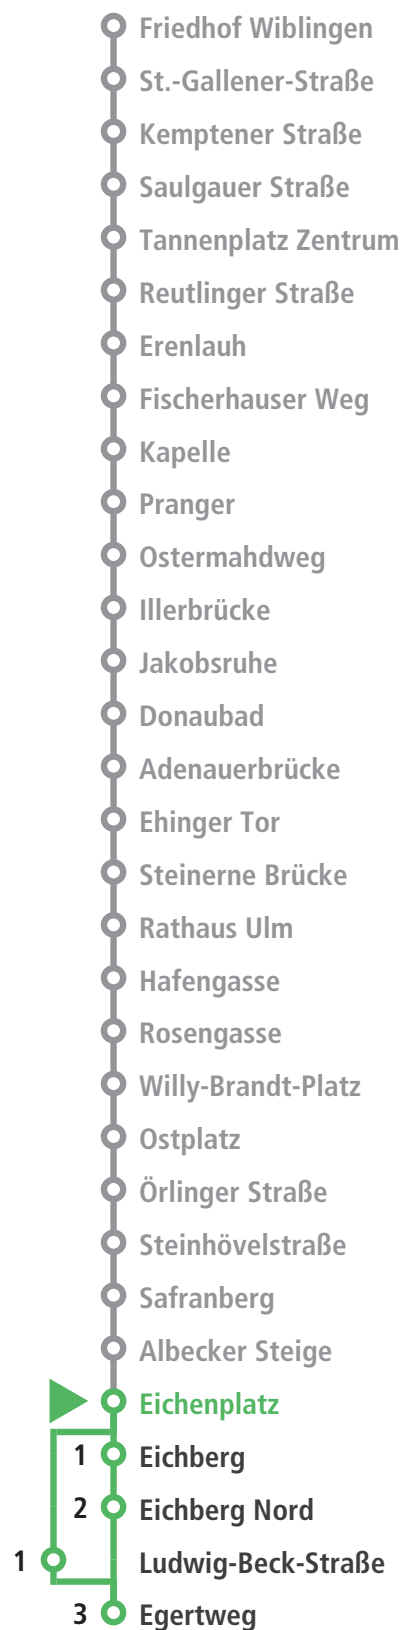 Friedhof Wiblingen
St.-Gallener-Straße
Kemptener Straße
Saulgauer Straße
Tannenplatz Zentrum
Reutlinger Straße
Erenlauh
Fischerhauser Weg
Kapelle
Pranger
Ostermahdweg
Illerbrücke
Jakobsruhe
Donaubad
Adenauerbrücke
Ehinger Tor
Steinerne Brücke
Rathaus Ulm
Hafengasse
Rosengasse
Willy-Brandt-Platz
Ostplatz
Örlinger Straße
Steinhövelstraße
Safranberg
Albecker Steige
Eichenplatz
1 Eichberg
2 Eichberg Nord
1 Ludwig-Beck-Straße
3 Egertweg